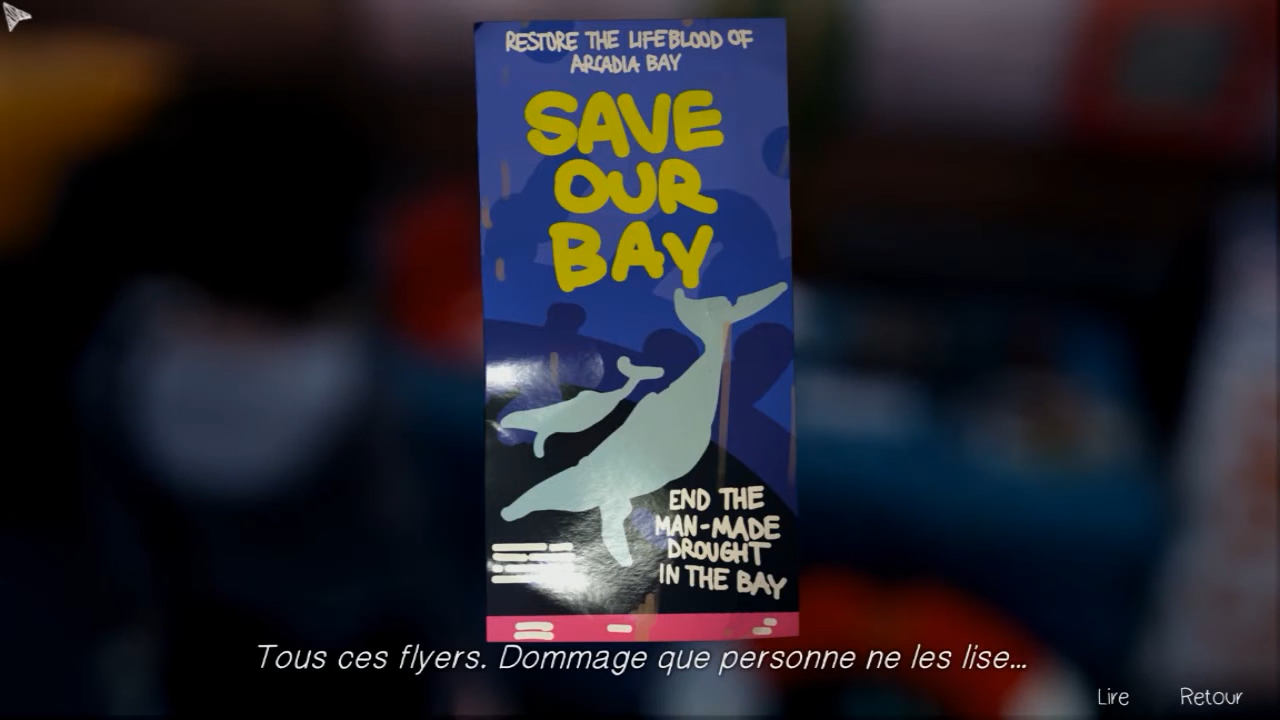 RESTORE THE LIFEBLOOD OF
ARCADIA BAY
SAVE
OUR
BAY
END THE
MAN-MADE
DROUGHT
IN THE BAY
Tous ces flyers. Dommage que personne ne les lise...
Lire Retour